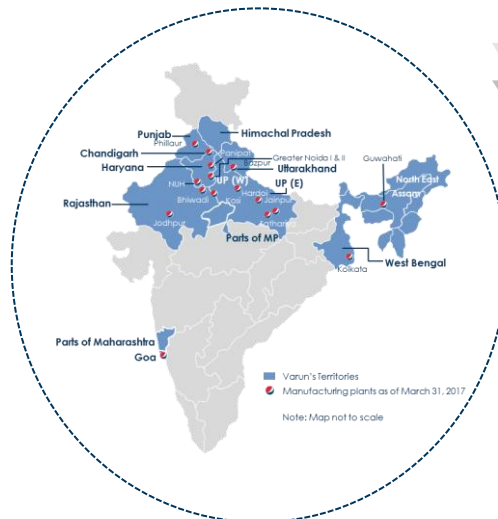 Punjab
Phillaur
Himachal Pradesh
Chandigarh
Panipat
Greater Noida I & II
Haryana
Bazpur
Uttarakhand
NUH
UP (W)
Hardoi
UP (E)
Bhiwadi
Kosi
Jainpur
Rajasthan
Jodhpur
Sathariya
Parts of MP
Guwahati
North East
Assam
West Bengal
Kolkata
Parts of Maharashtra
Goa
Varun's Territories
Manufacturing plants as of March 31, 2017
Note: Map not to scale